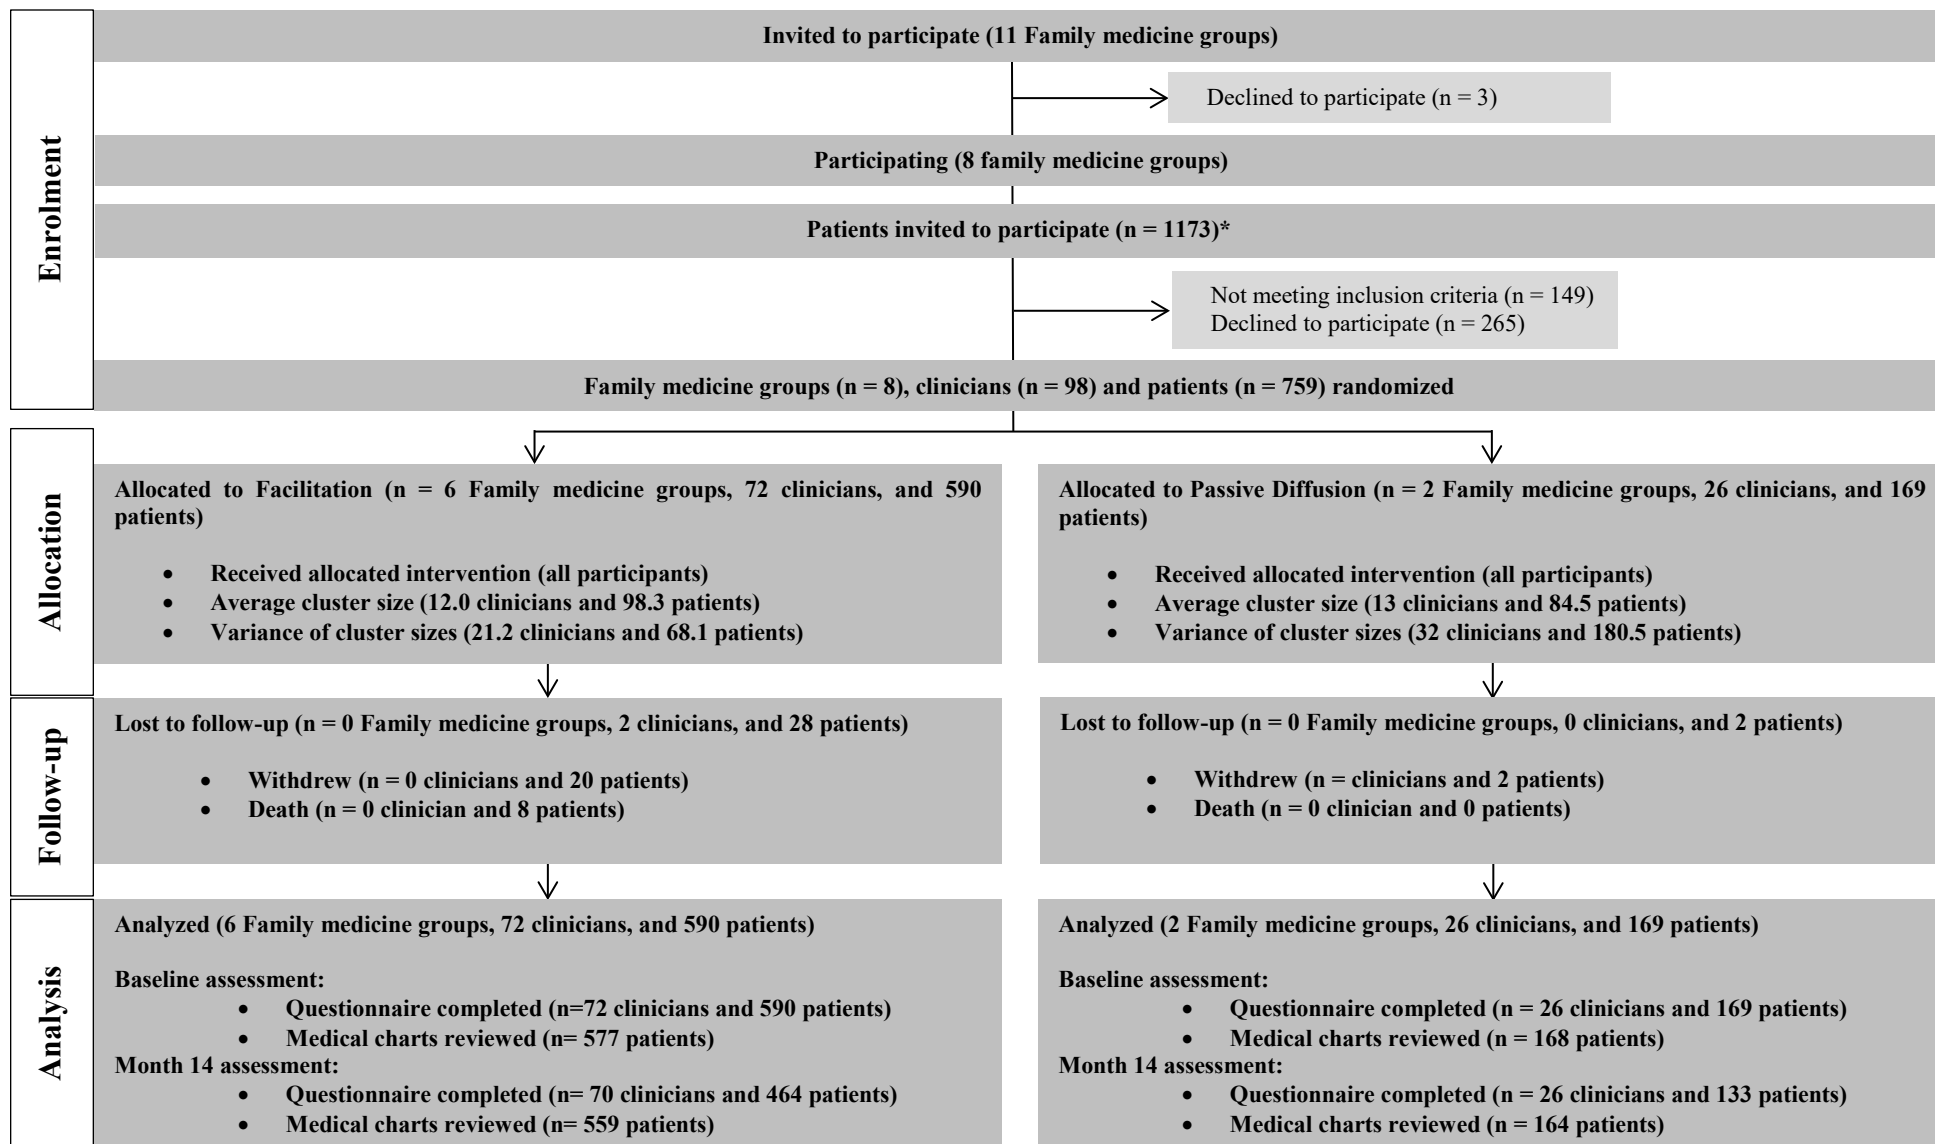 Invited to participate (11 Family medicine groups)
Declined to participate (n = 3)
Enrolment
Participating (8 family medicine groups)
Patients invited to participate (n = 1173)*
Not meeting inclusion criteria (n = 149)
Declined to participate (n = 265)
Family medicine groups (n = 8), clinicians (n = 98) and patients (n = 759) randomized
Allocation
Allocated to Facilitation (n = 6 Family medicine groups, 72 clinicians, and 590
patients)
• Received allocated intervention (all participants)
• Average cluster size (12.0 clinicians and 98.3 patients)
• Variance of cluster sizes (21.2 clinicians and 68.1 patients)
Allocated to Passive Diffusion (n = 2 Family medicine groups, 26 clinicians, and 169
patients)
• Received allocated intervention (all participants)
• Average cluster size (13 clinicians and 84.5 patients)
• Variance of cluster sizes (32 clinicians and 180.5 patients)
Follow-up
Lost to follow-up (n = 0 Family medicine groups, 2 clinicians, and 28 patients)
• Withdrew (n = 0 clinicians and 20 patients)
• Death (n = 0 clinician and 8 patients)
Lost to follow-up (n = 0 Family medicine groups, 0 clinicians, and 2 patients)
• Withdrew (n = clinicians and 2 patients)
• Death (n = 0 clinician and 0 patients)
Analysis
Analyzed (6 Family medicine groups, 72 clinicians, and 590 patients)
Baseline assessment:
• Questionnaire completed (n=72 clinicians and 590 patients)
• Medical charts reviewed (n= 577 patients)
Month 14 assessment:
• Questionnaire completed (n= 70 clinicians and 464 patients)
• Medical charts reviewed (n= 559 patients)
Analyzed (2 Family medicine groups, 26 clinicians, and 169 patients)
Baseline assessment:
• Questionnaire completed (n = 26 clinicians and 169 patients)
• Medical charts reviewed (n = 168 patients)
Month 14 assessment:
• Questionnaire completed (n = 26 clinicians and 133 patients)
• Medical charts reviewed (n = 164 patients)